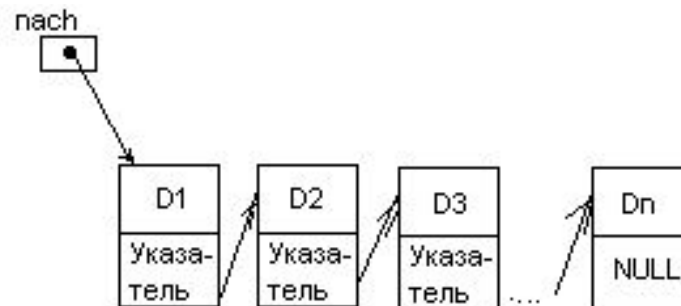 nach
D1
D2
D3
Dn
Указа-
тель
Указа-
тель
Указа-
тель
....
NULL